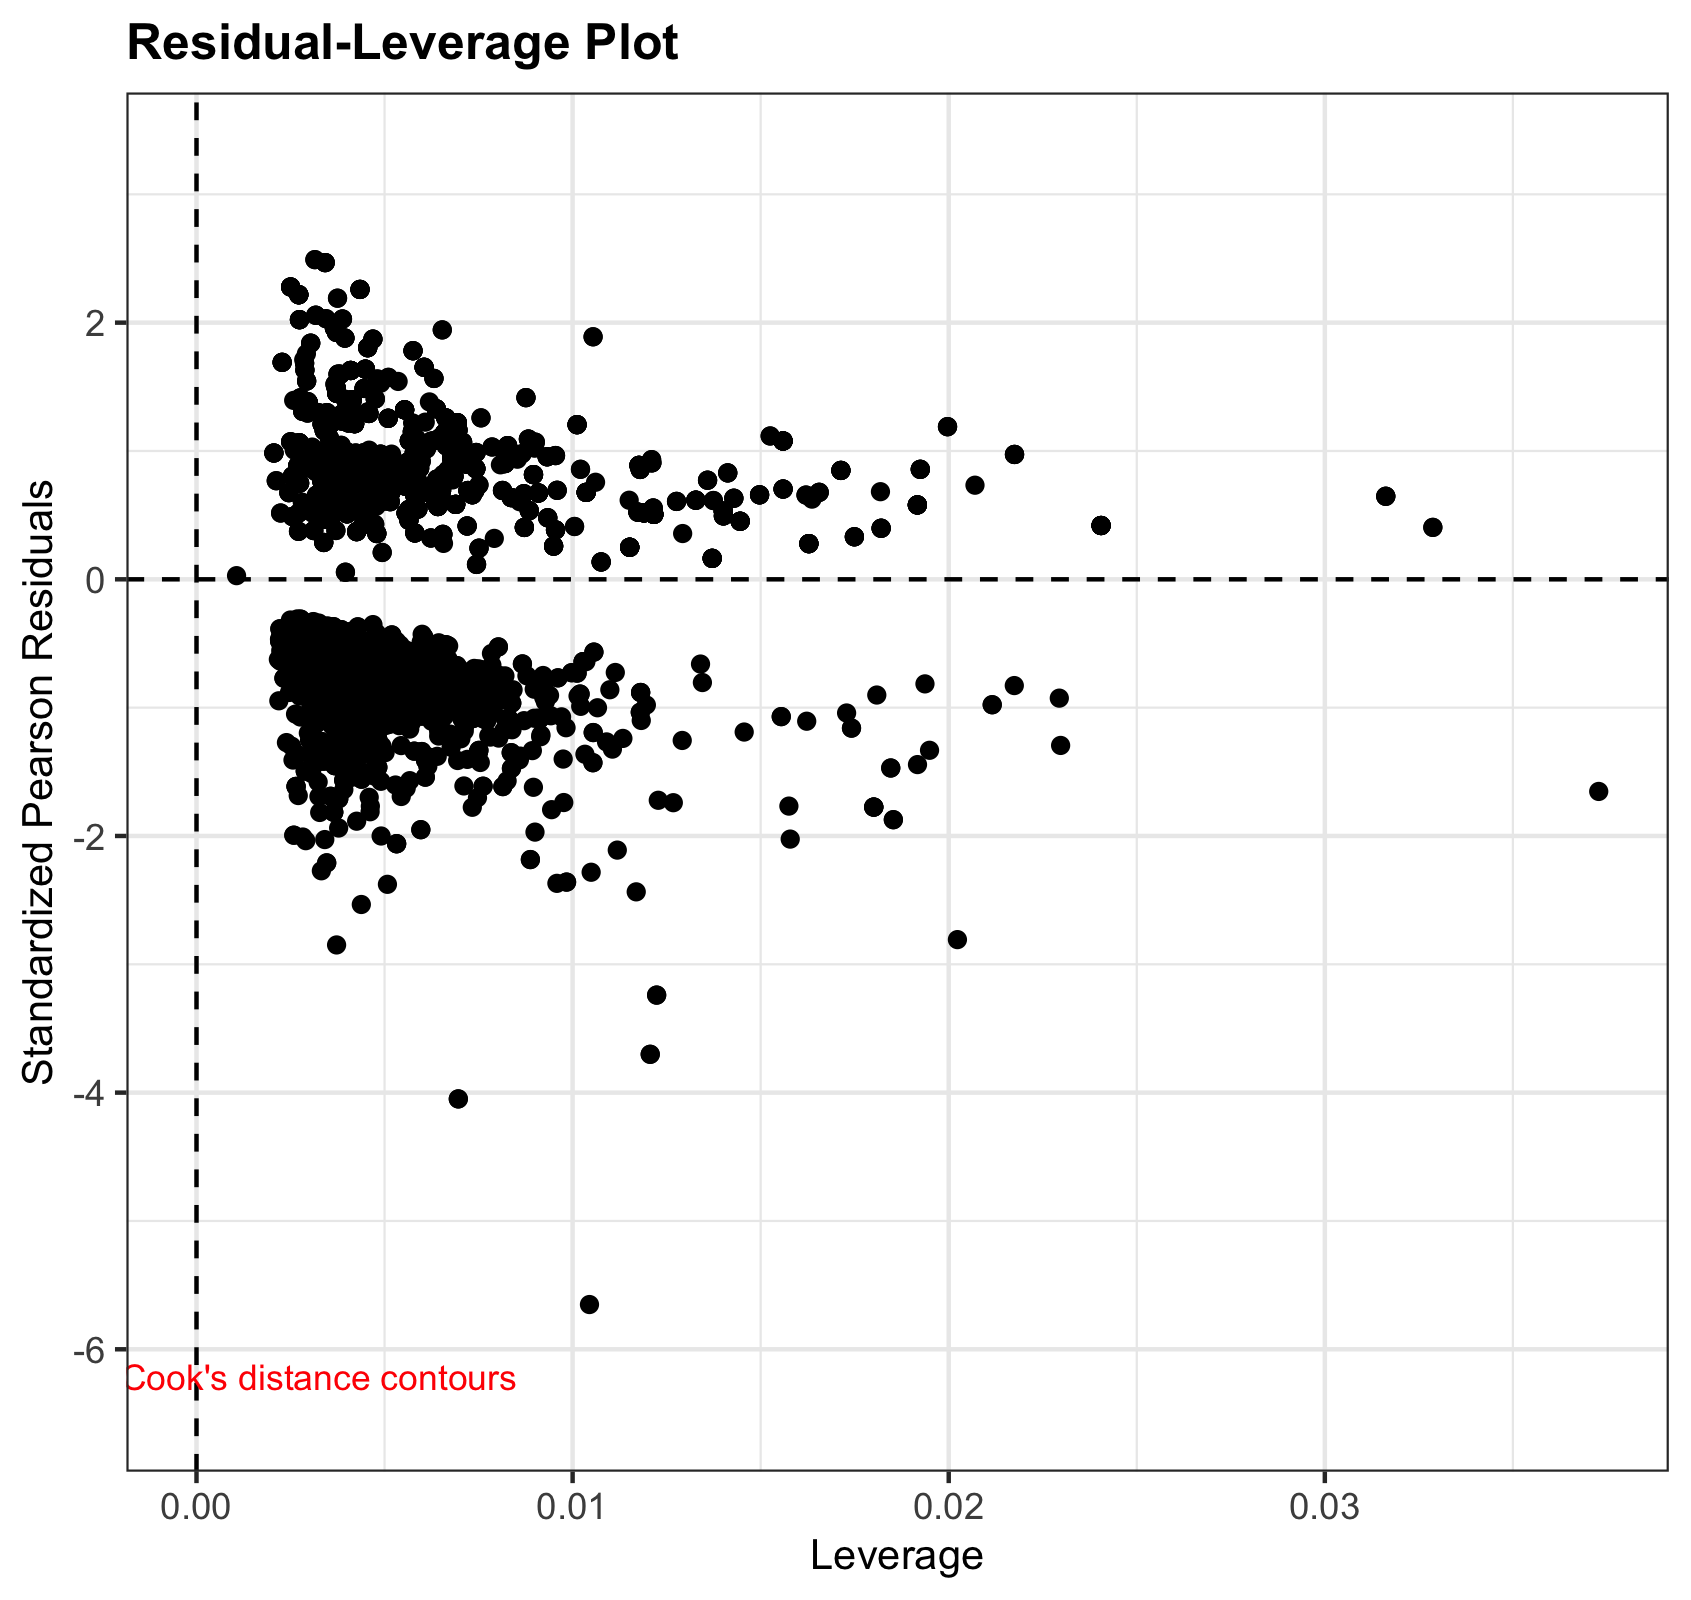 Residual-Leverage Plot
Standardized Pearson Residuals
2
0
-2
-4
-6
Cook's distance contours
0.00 0.01 0.02 0.03
Leverage